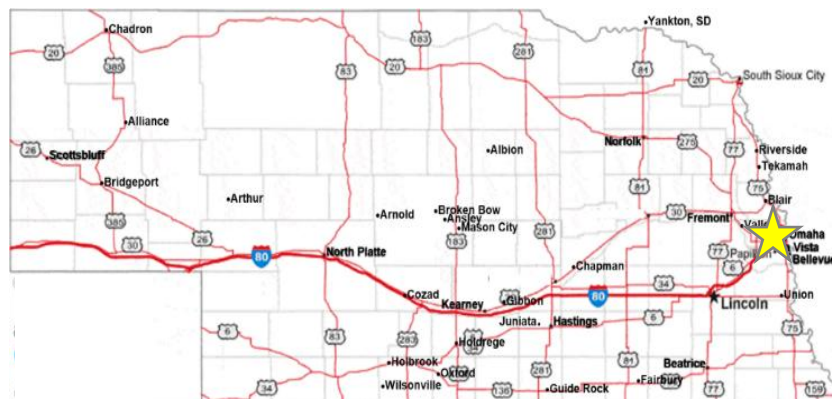 Yankton, SD
Chadron
20
385
83
183
281
20
81
20
South Sioux City
Alliance
26
Scottsbluff
Bridgeport
385
Albion
Norfolk
275
77
Riverside
Tekamah
75
Blair
Arthur
Arnold
Broken Bow
Ansley
Mason City
183
81
30
Fremont
281
30
26
80
North Platte
Omaha
Vista
Bellevue
77
6
Chapman
34
Cozad
Kearney
Gibbon
80
Lincoln
Union
Juniata
Hastings
6
6
83
283
Holdrege
75
Holbrook
Oxford
Wilsonville
34
281
81
Beatrice
136
Guide Rock
Fairbury
77
159